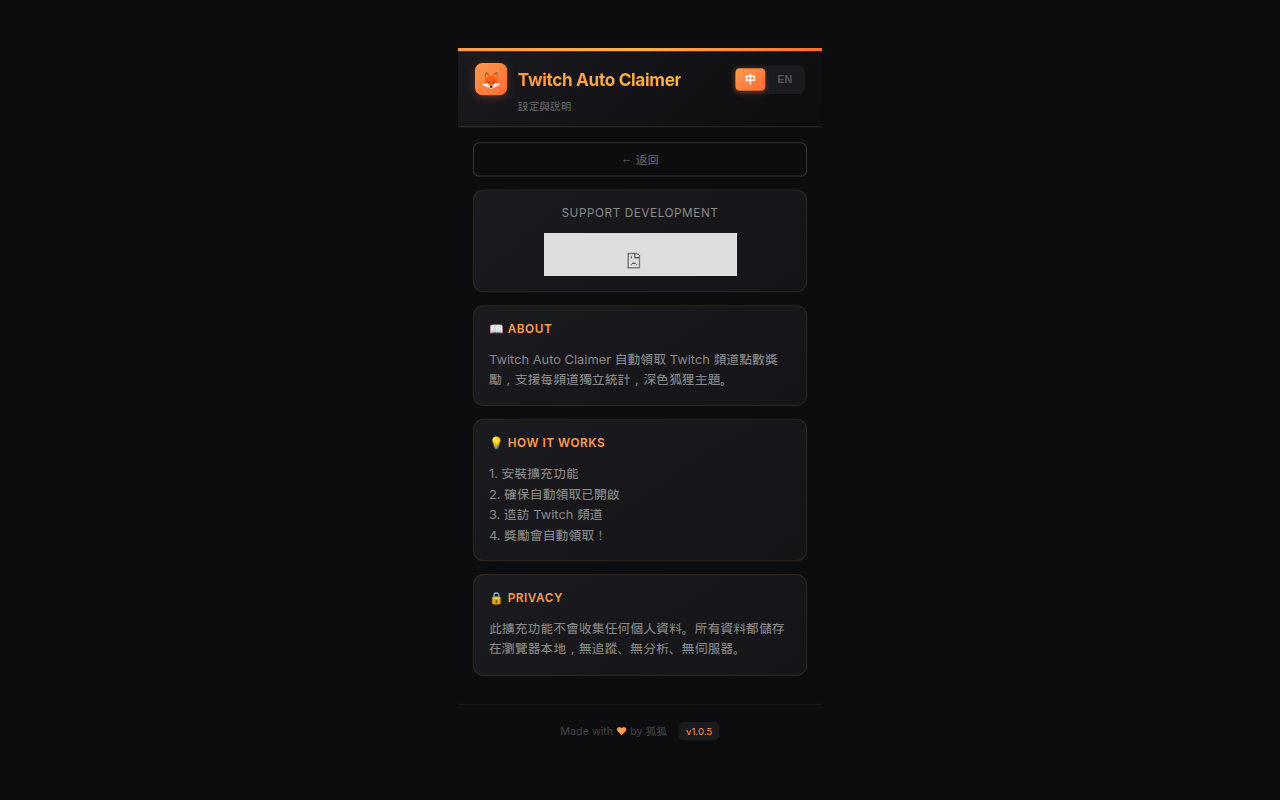 Twitch Auto Claimer
中 EN
設定與說明
← 返回
SUPPORT DEVELOPMENT
📖 ABOUT
Twitch Auto Claimer 自動領取 Twitch 頻道點數獎
勵，支援每頻道獨立統計，深色狐狸主題。
💡 HOW IT WORKS
1. 安裝擴充功能
2. 確保自動領取已開啟
3. 造訪 Twitch 頻道
4. 獎勵會自動領取！
🔒 PRIVACY
此擴充功能不會收集任何個人資料。所有資料都儲存
在瀏覽器本地，無追蹤、無分析、無伺服器。
Made with 🧡 by 狐狐 v1.0.5